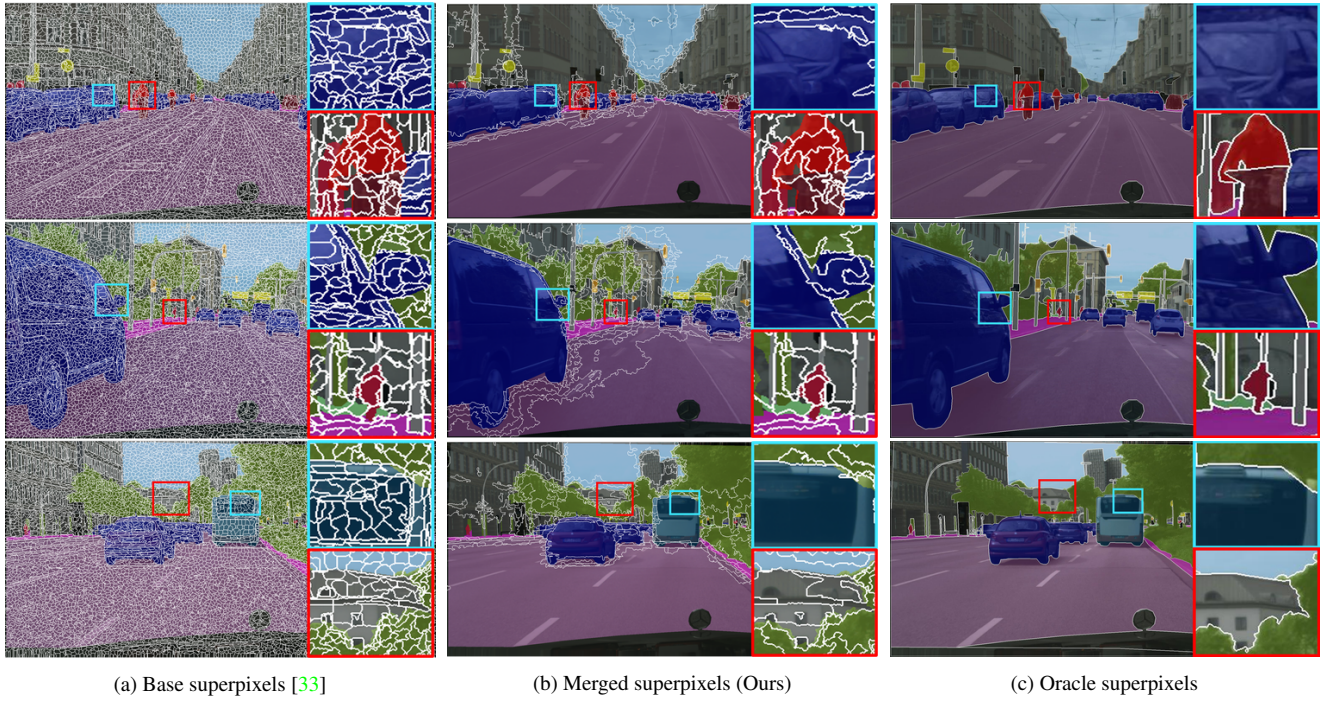 (a) Base superpixels [33]
(b) Merged superpixels (Ours)
(c) Oracle superpixels